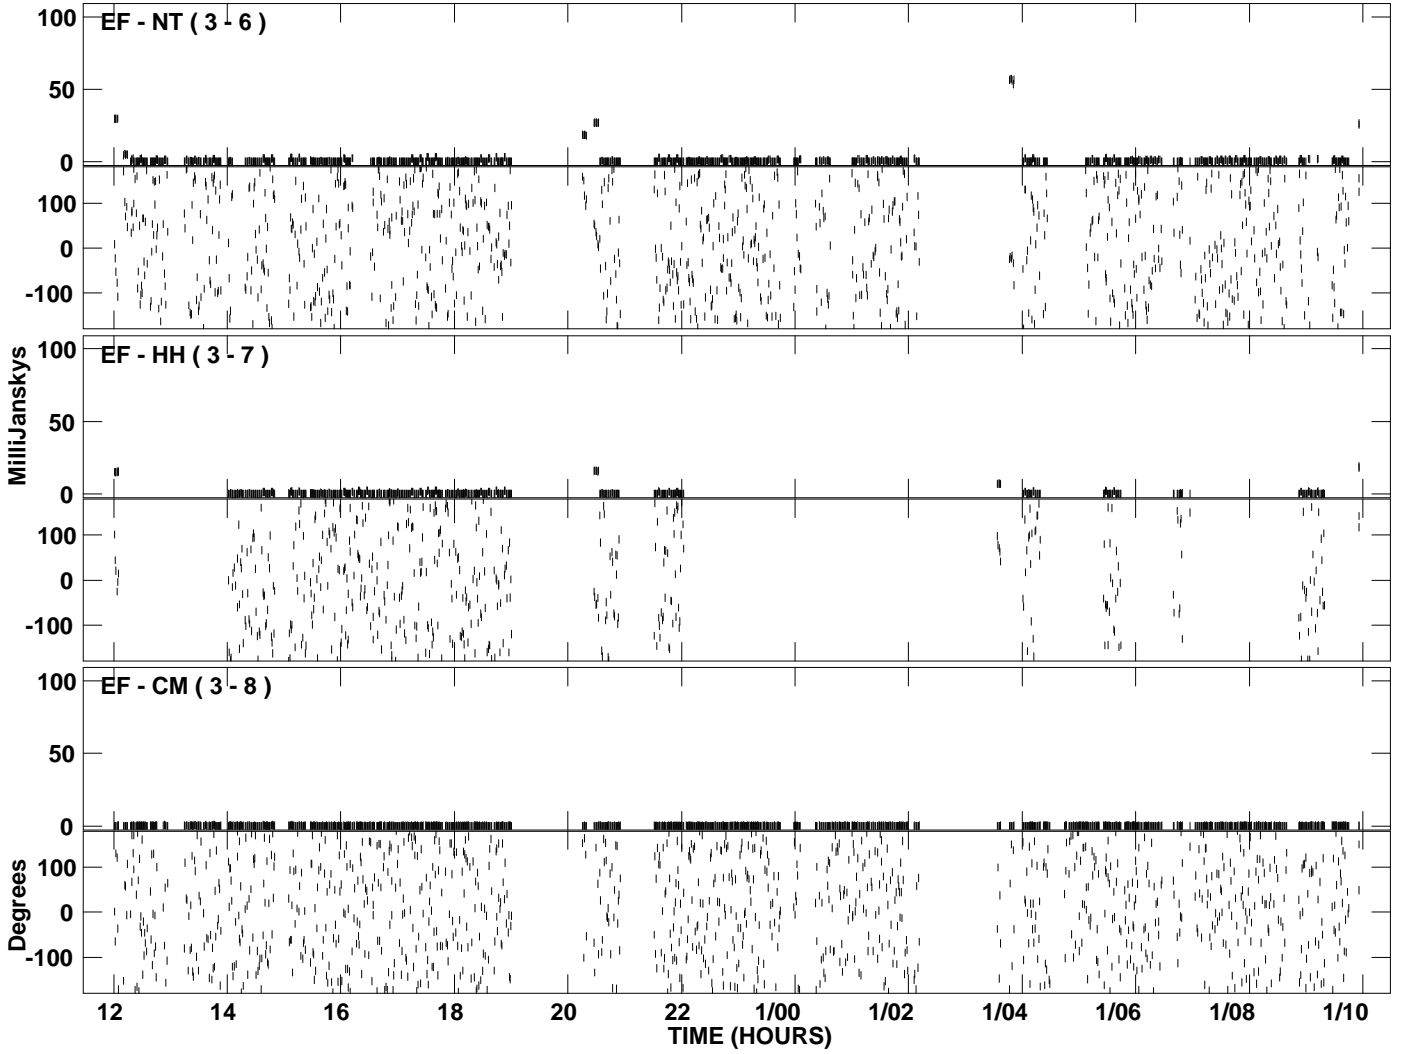 EF - NT ( 3 - 6 )
100
50
0
100
0
-100
EF - HH ( 3 - 7 )
100
50
0
100
0
-100
MilliJanskys
EF - CM ( 3 - 8 )
100
50
0
100
0
-100
Degrees
12 14 16 18 20 22 1/00 1/02 1/04 1/06 1/08 1/10
TIME (HOURS)